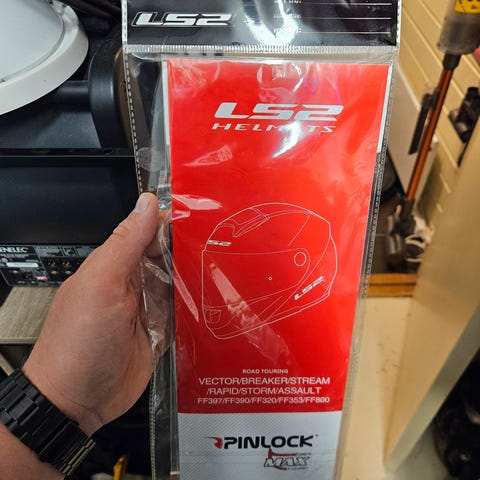 LS2
LS2
HELMETS
LS2
LS2
ROAD TOURING
VECTOR/BREAKER/STREAM
/RAPID/STORM/ASSAULT
FF397/FF390/FF320/FF353/FF800
PINLOCK
MAX